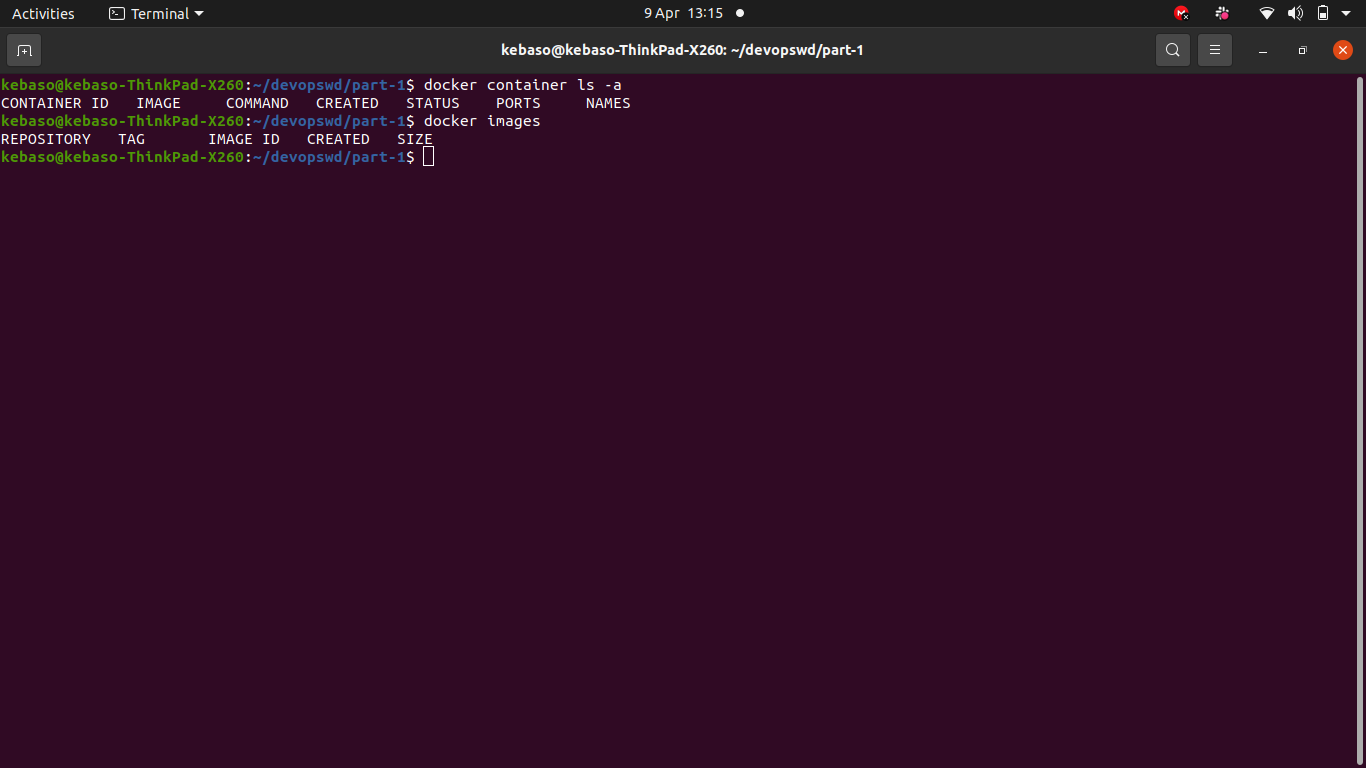 Activities Terminal 9 Apr 13:15
kebaso@kebaso-ThinkPad-X260: ~/devopswd/part-1
kebaso@kebaso-ThinkPad-X260:~/devopswd/part-1$ docker container ls -a
CONTAINER ID   IMAGE     COMMAND   CREATED   STATUS    PORTS     NAMES
kebaso@kebaso-ThinkPad-X260:~/devopswd/part-1$ docker images
REPOSITORY   TAG       IMAGE ID   CREATED   SIZE
kebaso@kebaso-ThinkPad-X260:~/devopswd/part-1$